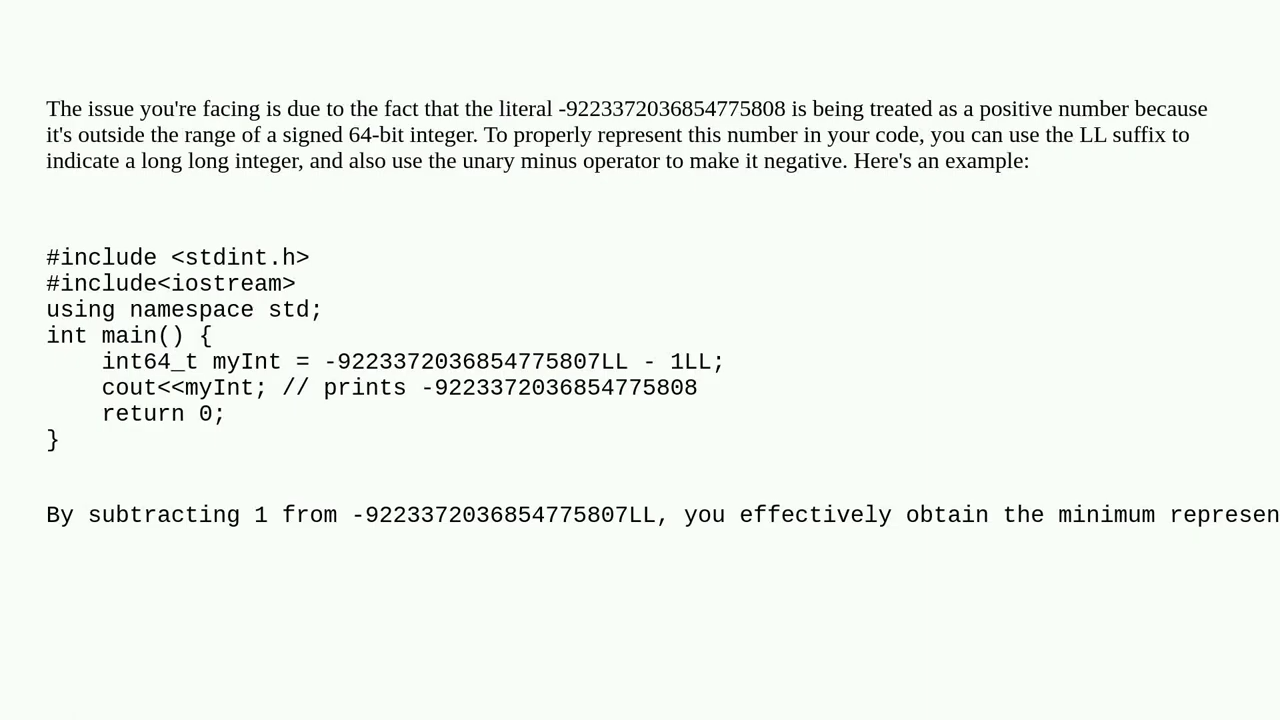 The issue you're facing is due to the fact that the literal -9223372036854775808 is being treated as a positive number because
it's outside the range of a signed 64-bit integer. To properly represent this number in your code, you can use the LL suffix to
indicate a long long integer, and also use the unary minus operator to make it negative. Here's an example:
#include <stdint.h>
#include<iostream>
using namespace std;
int main() {
    int64_t myInt = -9223372036854775807LL - 1LL;
    cout<<myInt; // prints -9223372036854775808
    return 0;
}
By subtracting 1 from -9223372036854775807LL, you effectively obtain the minimum represen